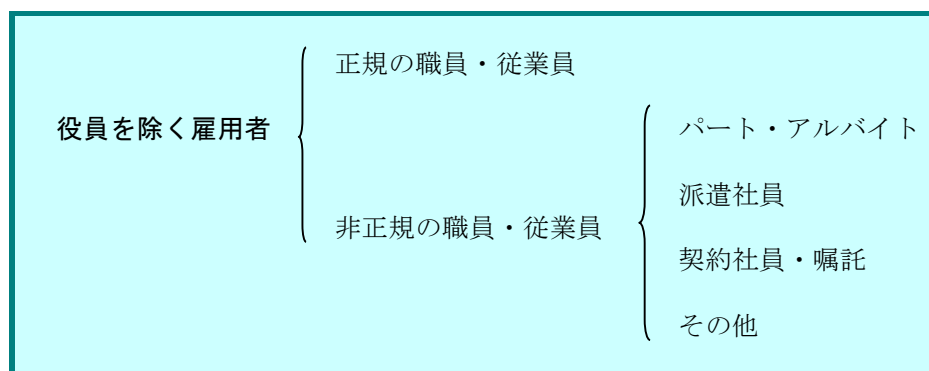 正規の職員・従業員
役員を除く雇用者
パート・アルバイト
派遣社員
非正規の職員・従業員
契約社員・嘱託
その他